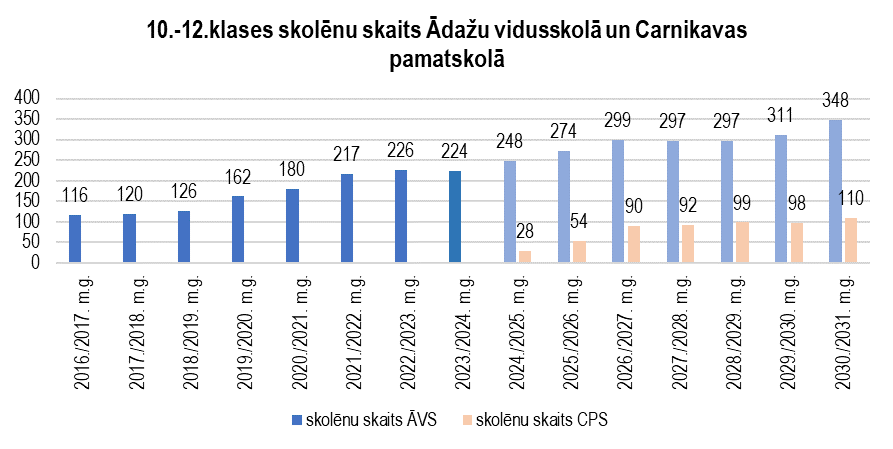 10.-12.klases skolēnu skaits Ādažu vidusskolā un Carnikavas
pamatskolā
400
350
300
250
200
150
100
50
0
116
120
126
162
180
217
226
224
248
274
299
297
297
311
348
28
54
90
92
99
98
110
2016/2017. m.g.
2017./2018. m.g.
2018./2019. m.g.
2019./2020. m.g.
2020./2021. m.g.
2021./2022. m.g.
2022./2023. m.g.
2023./2024. m.g.
2024./2025. m.g.
2025./2026. m.g.
2026./2027. m.g.
2027./2028. m.g.
2028./2029. m.g.
2029./2030. m.g.
2030./2031. m.g.
skolēnu skaits ĀVS
skolēnu skaits CPS